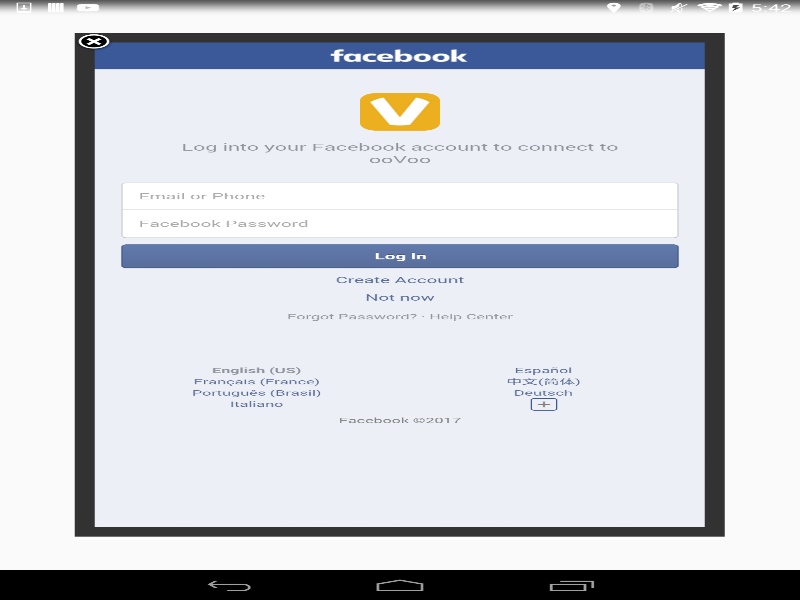 5:42
facebook
Log into your Facebook account to connect to
ooVoo
Email or Phone
Facebook Password
Log In
Create Account
Not now
Forgot Password? · Help Center
English (US)
Français (France)
Português (Brasil)
Italiano
Español
中文(简体)
Deutsch
Facebook ©2017